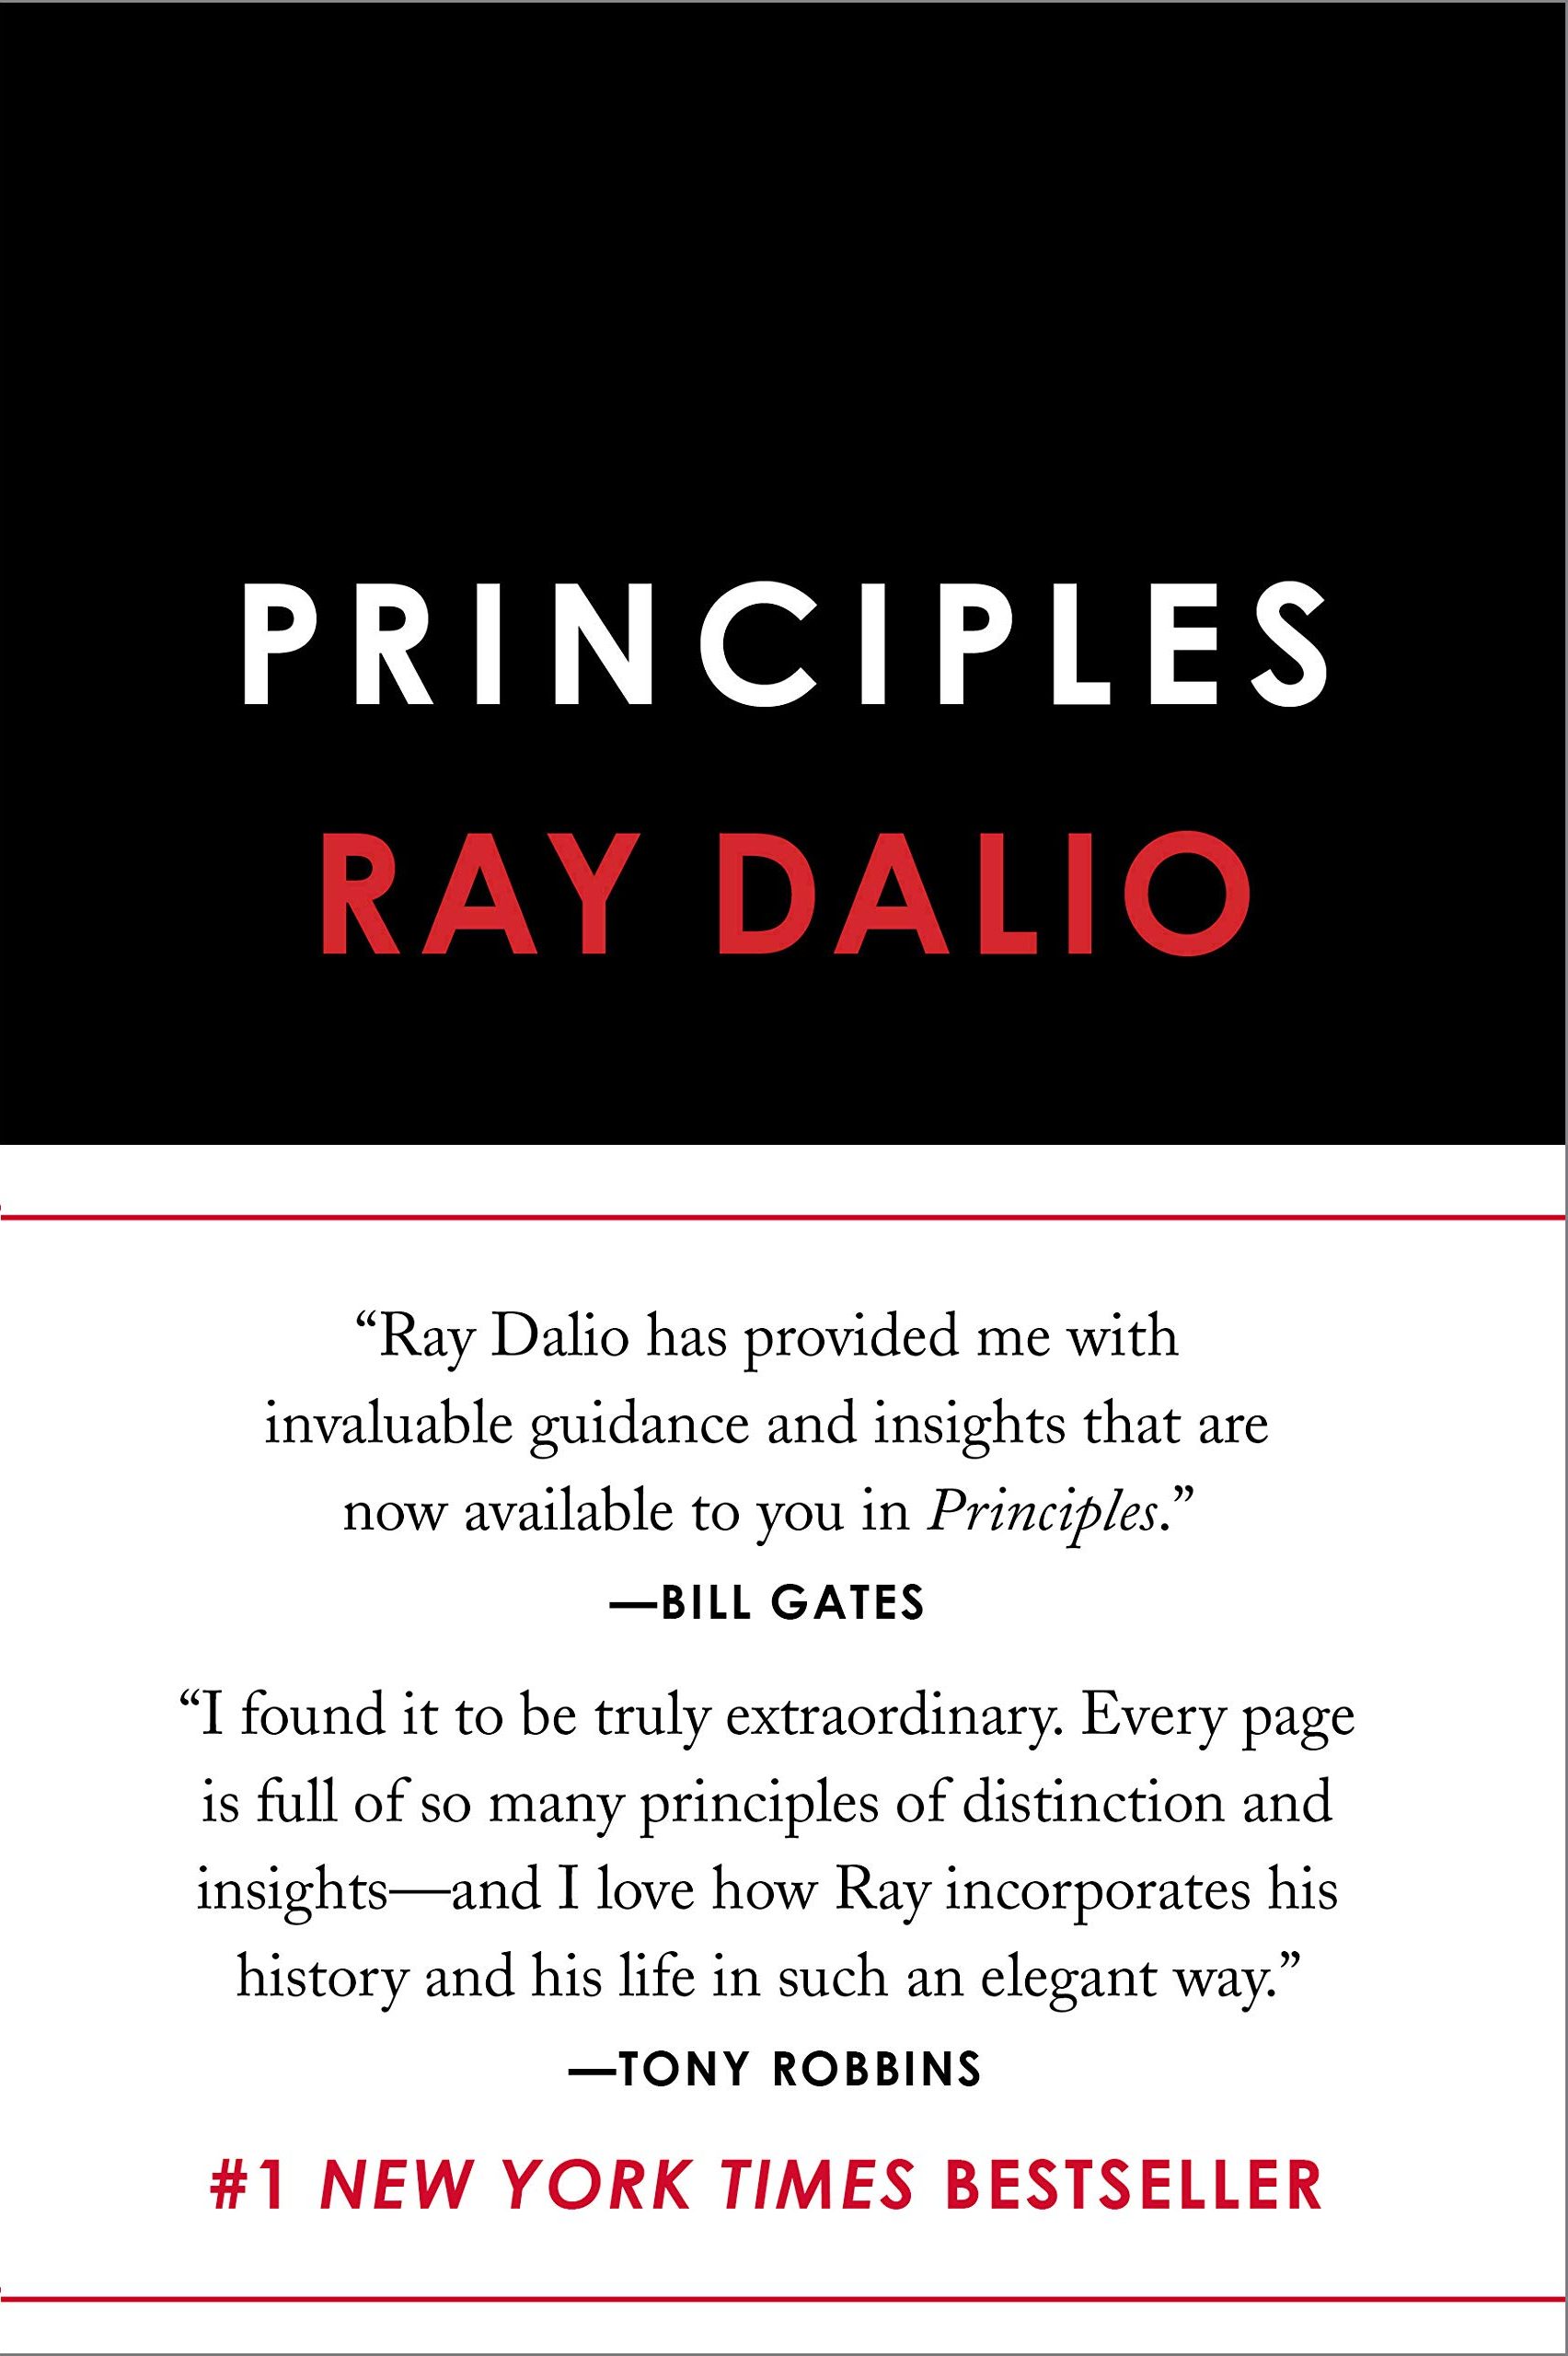 PRINCIPLES
RAY DALIO
“Ray Dalio has provided me with
invaluable guidance and insights that are
now available to you in Principles.”
—BILL GATES
“I found it to be truly extraordinary. Every page
is full of so many principles of distinction and
insights—and I love how Ray incorporates his
history and his life in such an elegant way.”
—TONY ROBBINS
#1 NEW YORK TIMES BESTSELLER